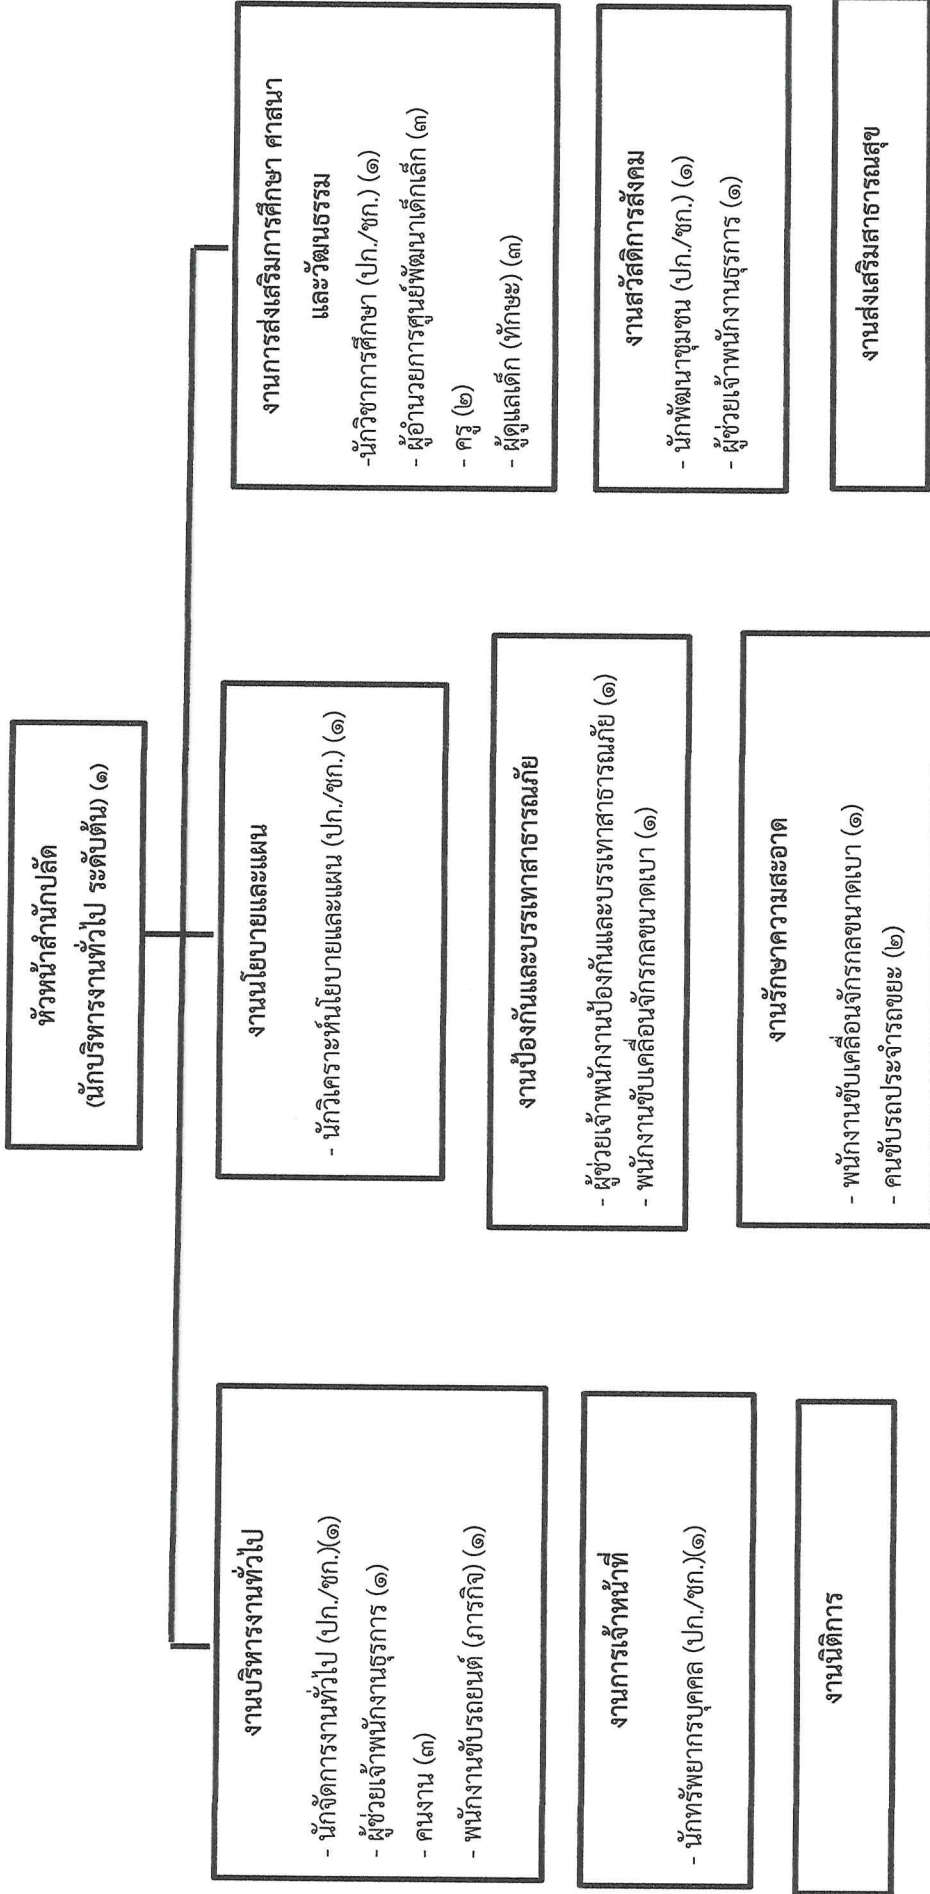 หัวหน้าสำนักปลัด
(นักบริหารงานทั่วไป ระดับต้น) (๑)
งานบริหารงานทั่วไป
- นักจัดการงานทั่วไป (ปก./ชก.)(๑)
- ผู้ช่วยเจ้าพนักงานธุรการ (๑)
- คนงาน (๓)
- พนักงานขับรถยนต์ (ภารกิจ) (๑)
งานการเจ้าหน้าที่
- นักทรัพยากรบุคคล (ปก./ชก.)(๑)
งานนิติการ
งานนโยบายและแผน
- นักวิเคราะห์นโยบายและแผน (ปก./ชก.) (๑)
งานป้องกันและบรรเทาสาธารณภัย
- ผู้ช่วยเจ้าพนักงานป้องกันและบรรเทาสาธารณภัย (๑)
- พนักงานขับเคลื่อนจักรกลขนาดเบา (๑)
งานรักษาความสะอาด
- พนักงานขับเคลื่อนจักรกลขนาดเบา (๑)
- คนขับรถประจำรถขยะ (๒)
งานการส่งเสริมการศึกษา ศาสนา
และวัฒนธรรม
-นักวิชาการศึกษา (ปก./ชก.) (๑)
- ผู้อำนวยการศูนย์พัฒนาเด็กเล็ก (๓)
- ครู (๒)
- ผู้ดูแลเด็ก (ทักษะ) (๓)
งานสวัสดิการสังคม
- นักพัฒนาชุมชน (ปก./ชก.) (๑)
- ผู้ช่วยเจ้าพนักงานธุรการ (๑)
งานส่งเสริมสาธารณสุข